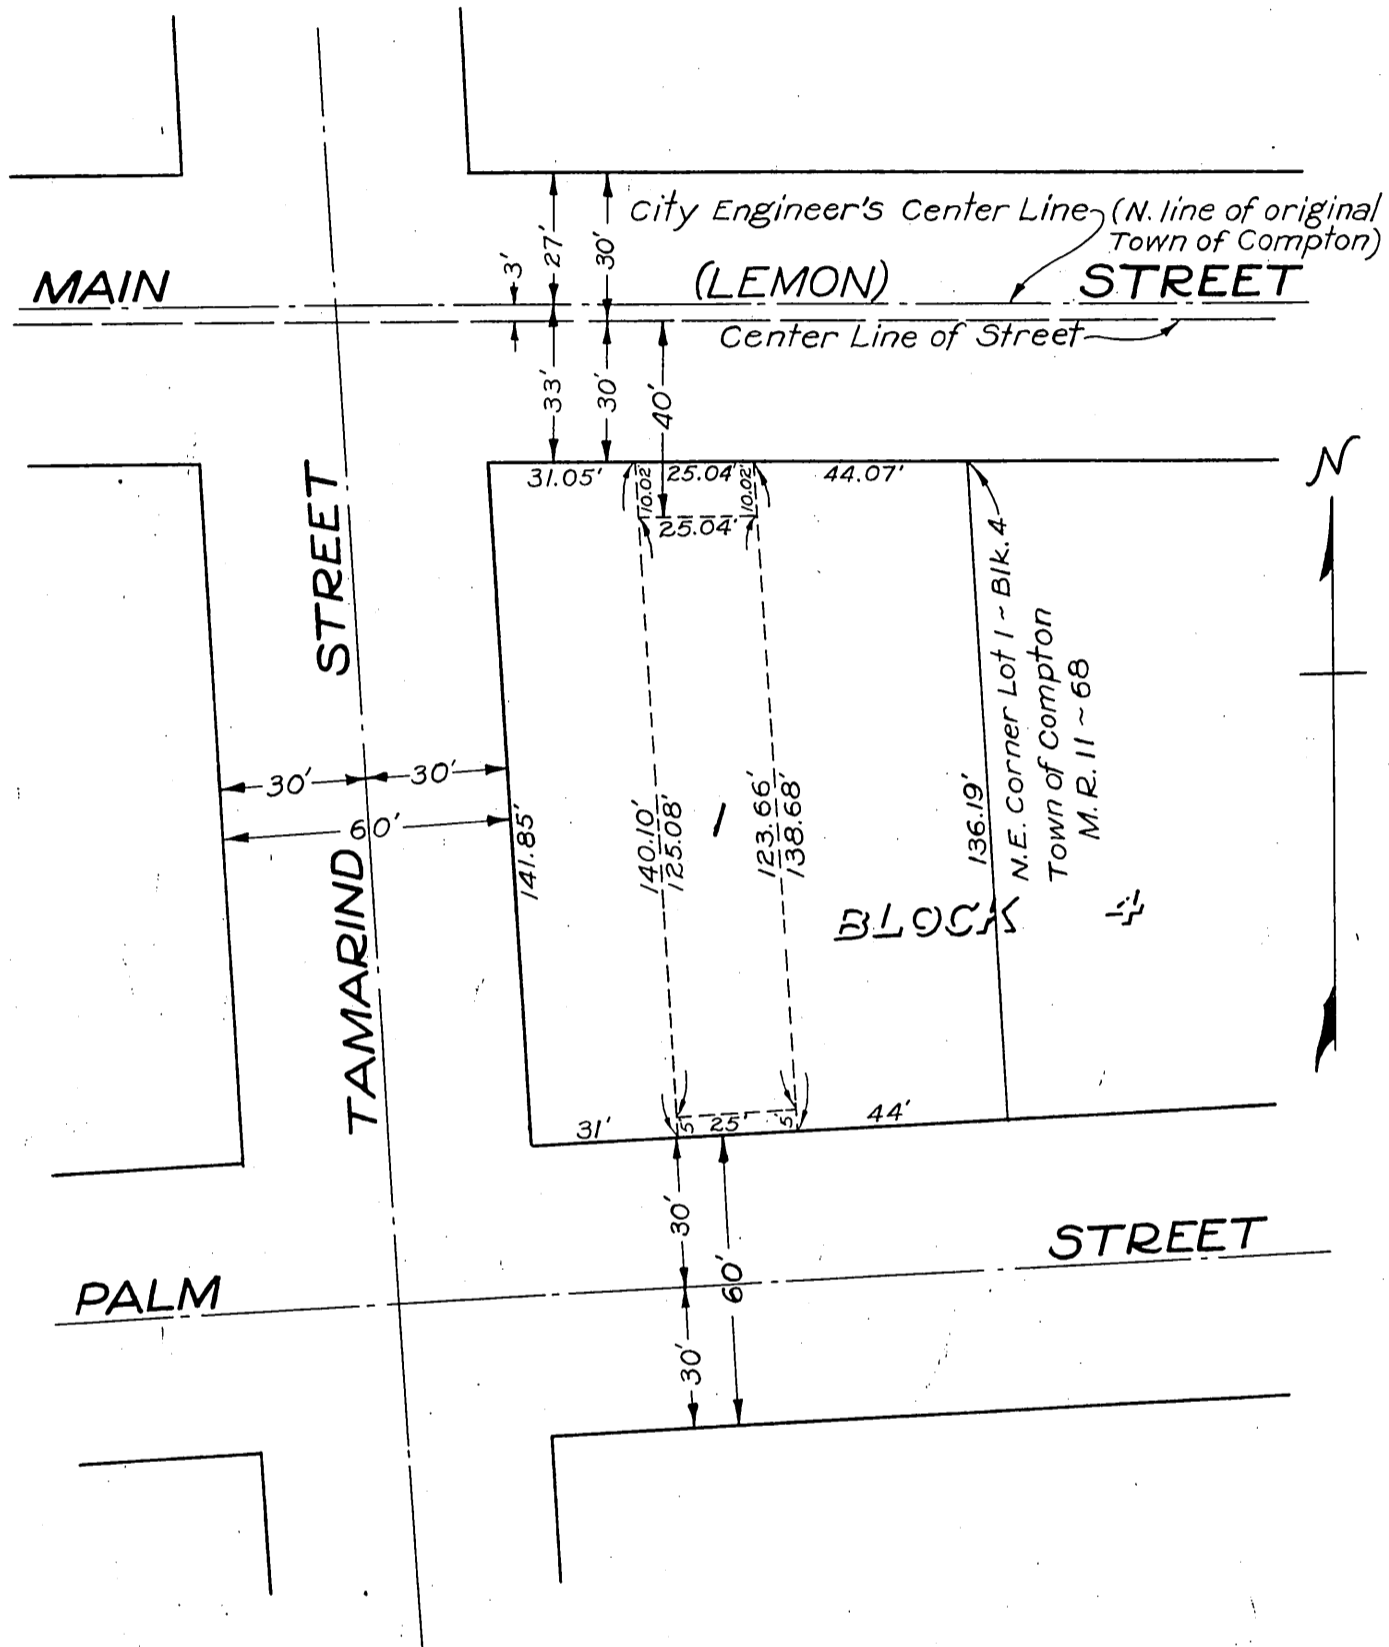 City Engineer's Center Line (N. line of original
Town of Compton)
27'
30'
3'
MAIN (LEMON) STREET
Center Line of Street
33'
30'
40'
31.05' 25.04' 44.07'
10.02'
10.02'
25.04'
N
TAMARIND STREET
N.E. Corner Lot 1 ~ Blk. 4
Town of Compton
M.R. 11 ~ 68
30' 30'
60'
141.85'
140.10'
125.08'
1
123.66'
138.68'
136.19'
BLOCK 4
31' 5' 25' 5' 44'
30'
60'
30'
PALM STREET